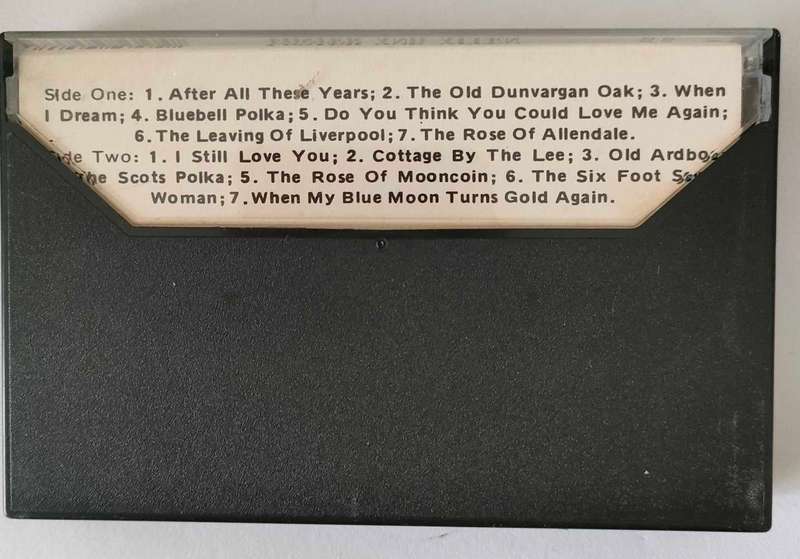 Side One: 1. After All These Years; 2. The Old Dunvargan Oak; 3. When
I Dream; 4. Bluebell Polka; 5. Do You Think You Could Love Me Again;
6. The Leaving Of Liverpool; 7. The Rose Of Allendale.
Side Two: 1. I Still Love You; 2. Cottage By The Lee; 3. Old
The Scots Polka; 5. The Rose Of Mooncoin; 6. The Six Foot
Woman; 7. When My Blue Moon Turns Gold Again.